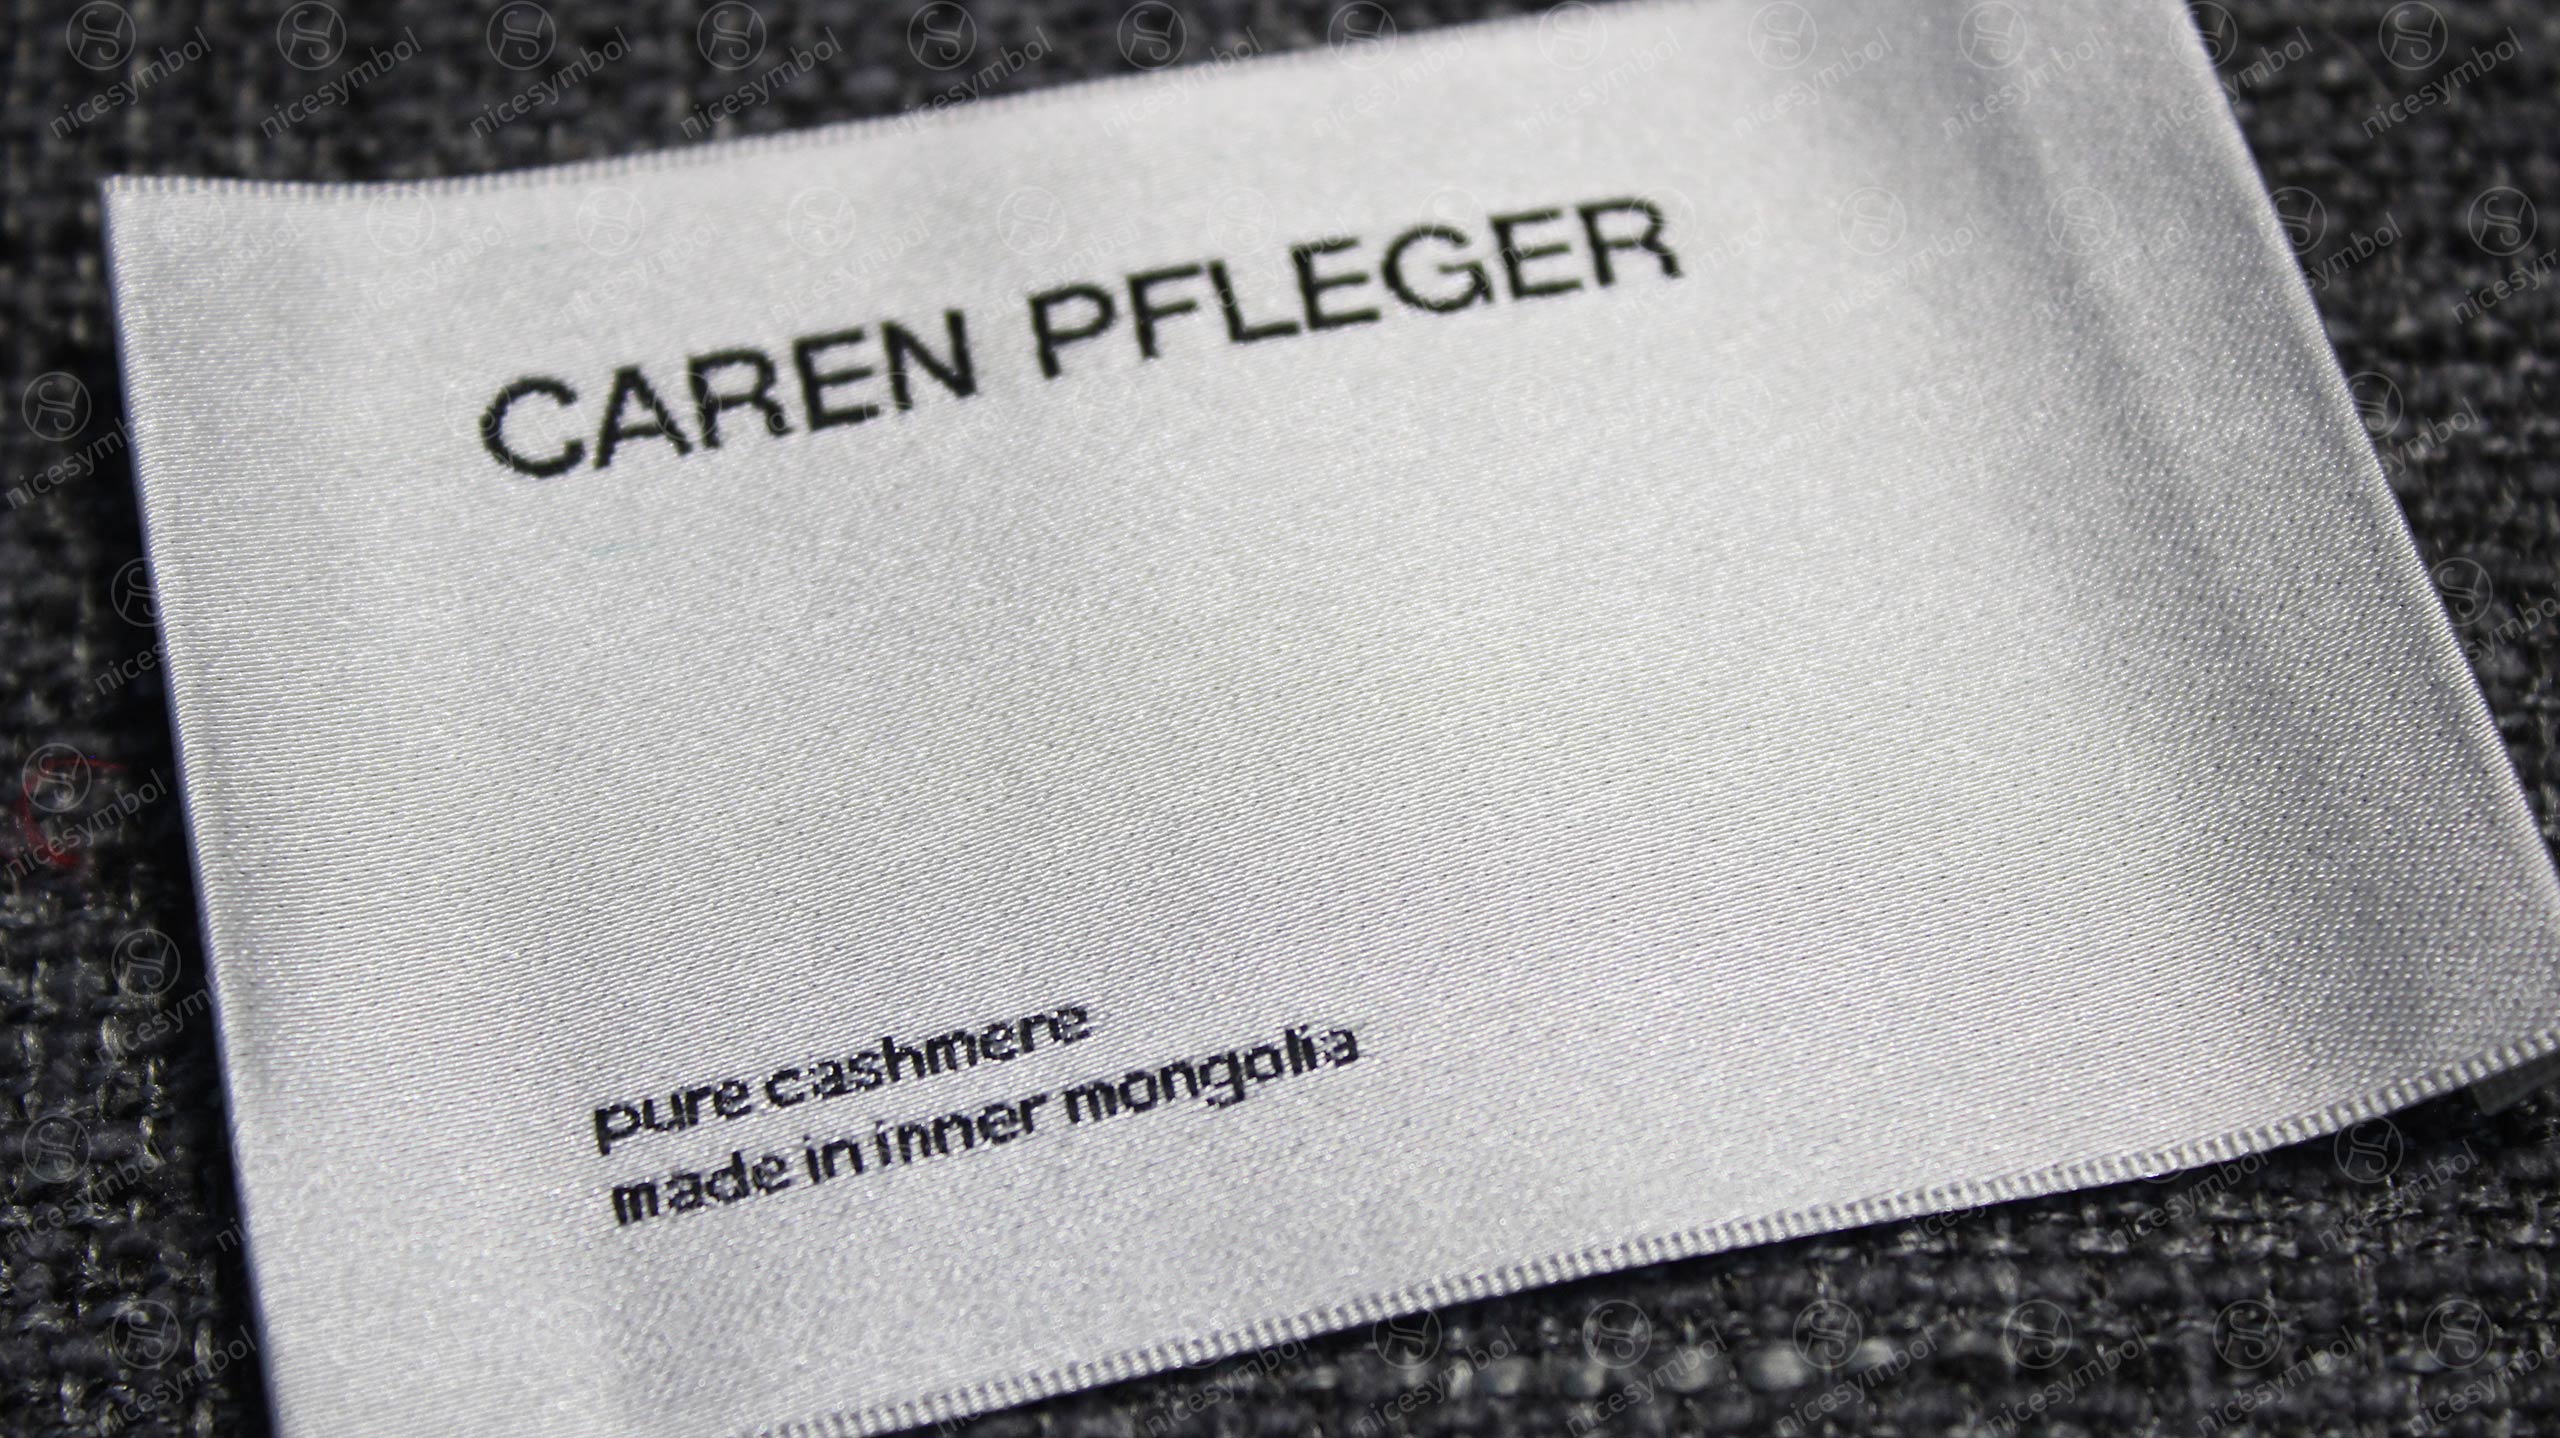 CAREN PFLEGER
pure cashmere
made in inner mongolia
nicesymbol